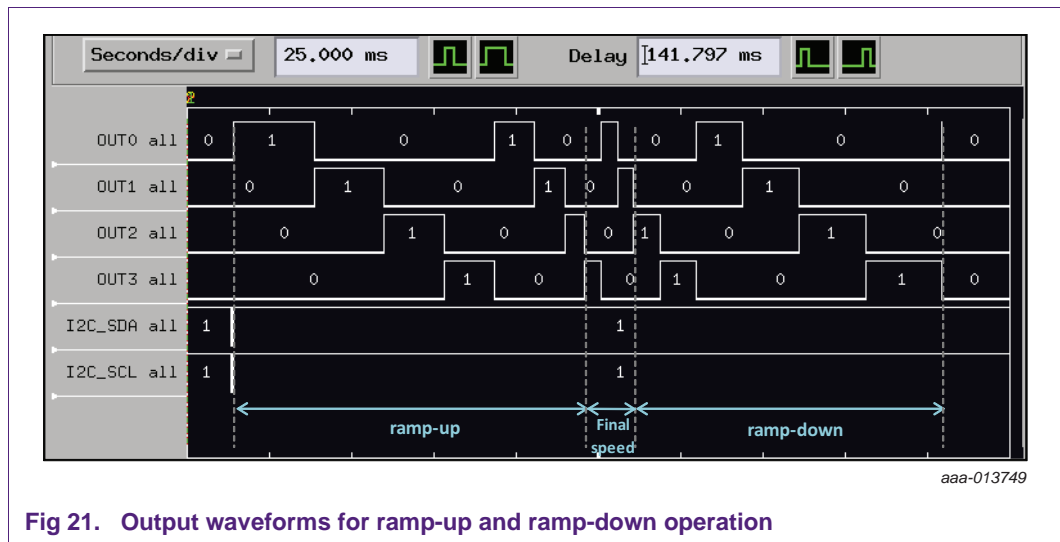 Seconds/div 25.000 ms Delay 141.797 ms
2
OUT0 all 0 1 0 1 0 0 1 0 0
OUT1 all 0 1 0 1 0 0 1 0
OUT2 all 0 1 0 0 1 0 1 0
OUT3 all 0 1 0 0 1 0 1 0
I2C_SDA all 1 1
I2C_SCL all 1 1
ramp-up Final speed ramp-down
aaa-013749
Fig 21. Output waveforms for ramp-up and ramp-down operation